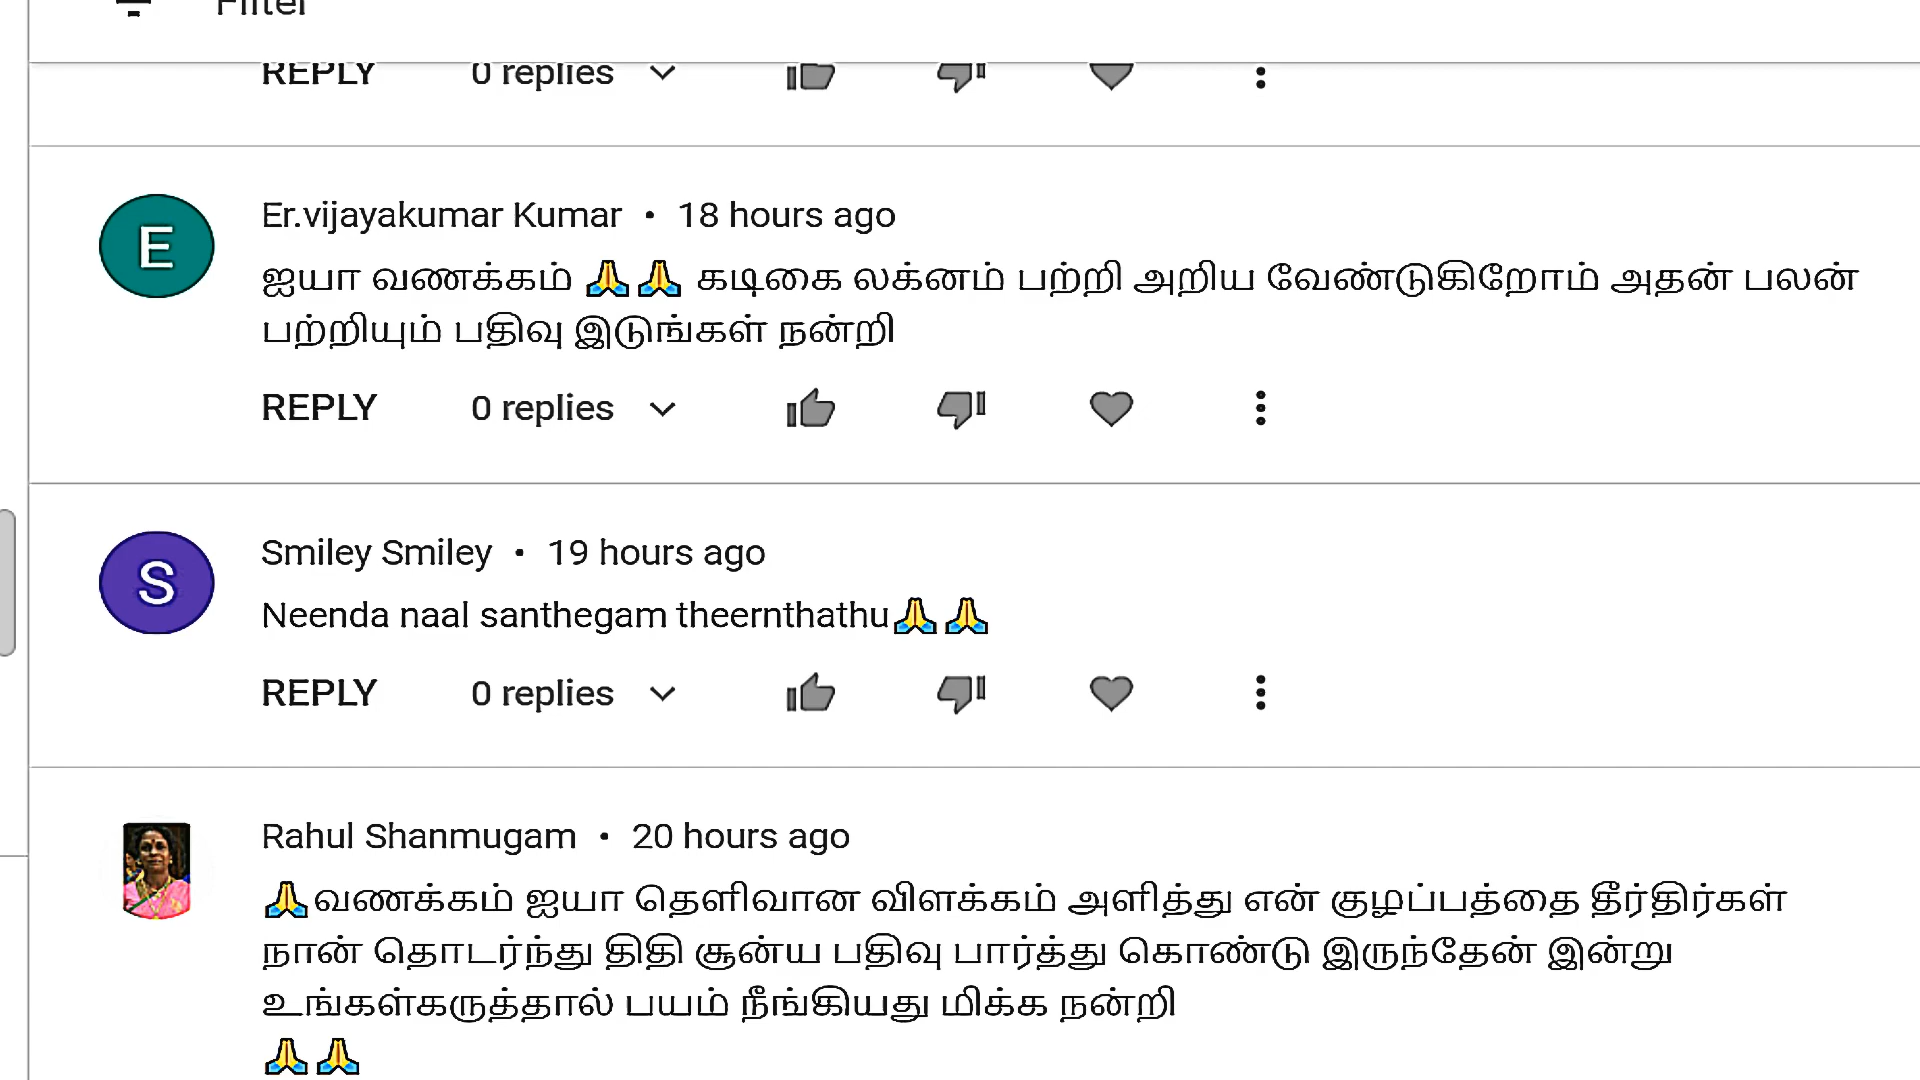 Filter
REPLY 0 replies
Er.vijayakumar Kumar • 18 hours ago
ஐயா வணக்கம் 🙏🙏 கடிகை லக்னம் பற்றி அறிய வேண்டுகிறோம் அதன் பலன்
பற்றியும் பதிவு இடுங்கள் நன்றி
REPLY 0 replies
Smiley Smiley • 19 hours ago
Neenda naal santhegam theernthathu🙏🙏
REPLY 0 replies
Rahul Shanmugam • 20 hours ago
🙏வணக்கம் ஐயா தெளிவான விளக்கம் அளித்து என் குழப்பத்தை தீர்திர்கள்
நான் தொடர்ந்து திதி சூன்ய பதிவு பார்த்து கொண்டு இருந்தேன் இன்று
உங்கள்கருத்தால் பயம் நீங்கியது மிக்க நன்றி
🙏🙏
E
S